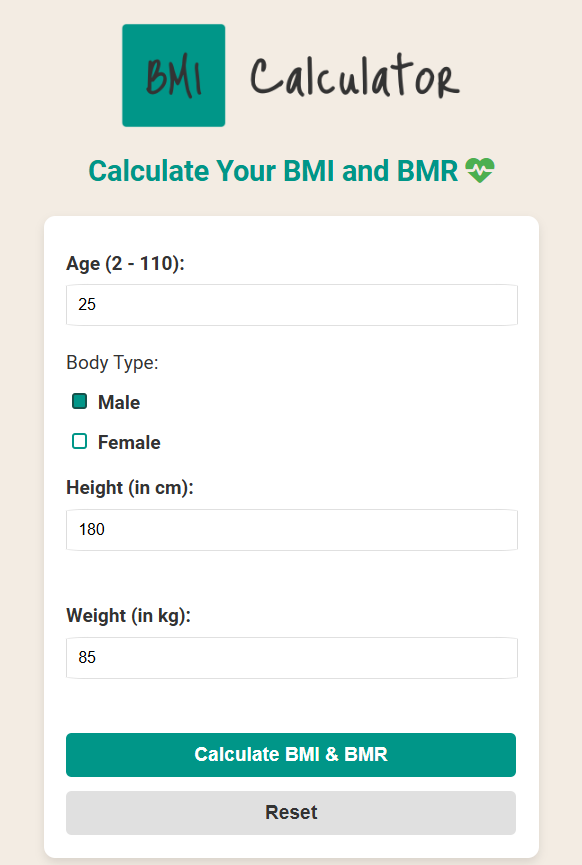 BMI Calculator
Calculate Your BMI and BMR
Age (2 - 110):
25
Body Type:
Male
Female
Height (in cm):
180
Weight (in kg):
85
Calculate BMI & BMR
Reset